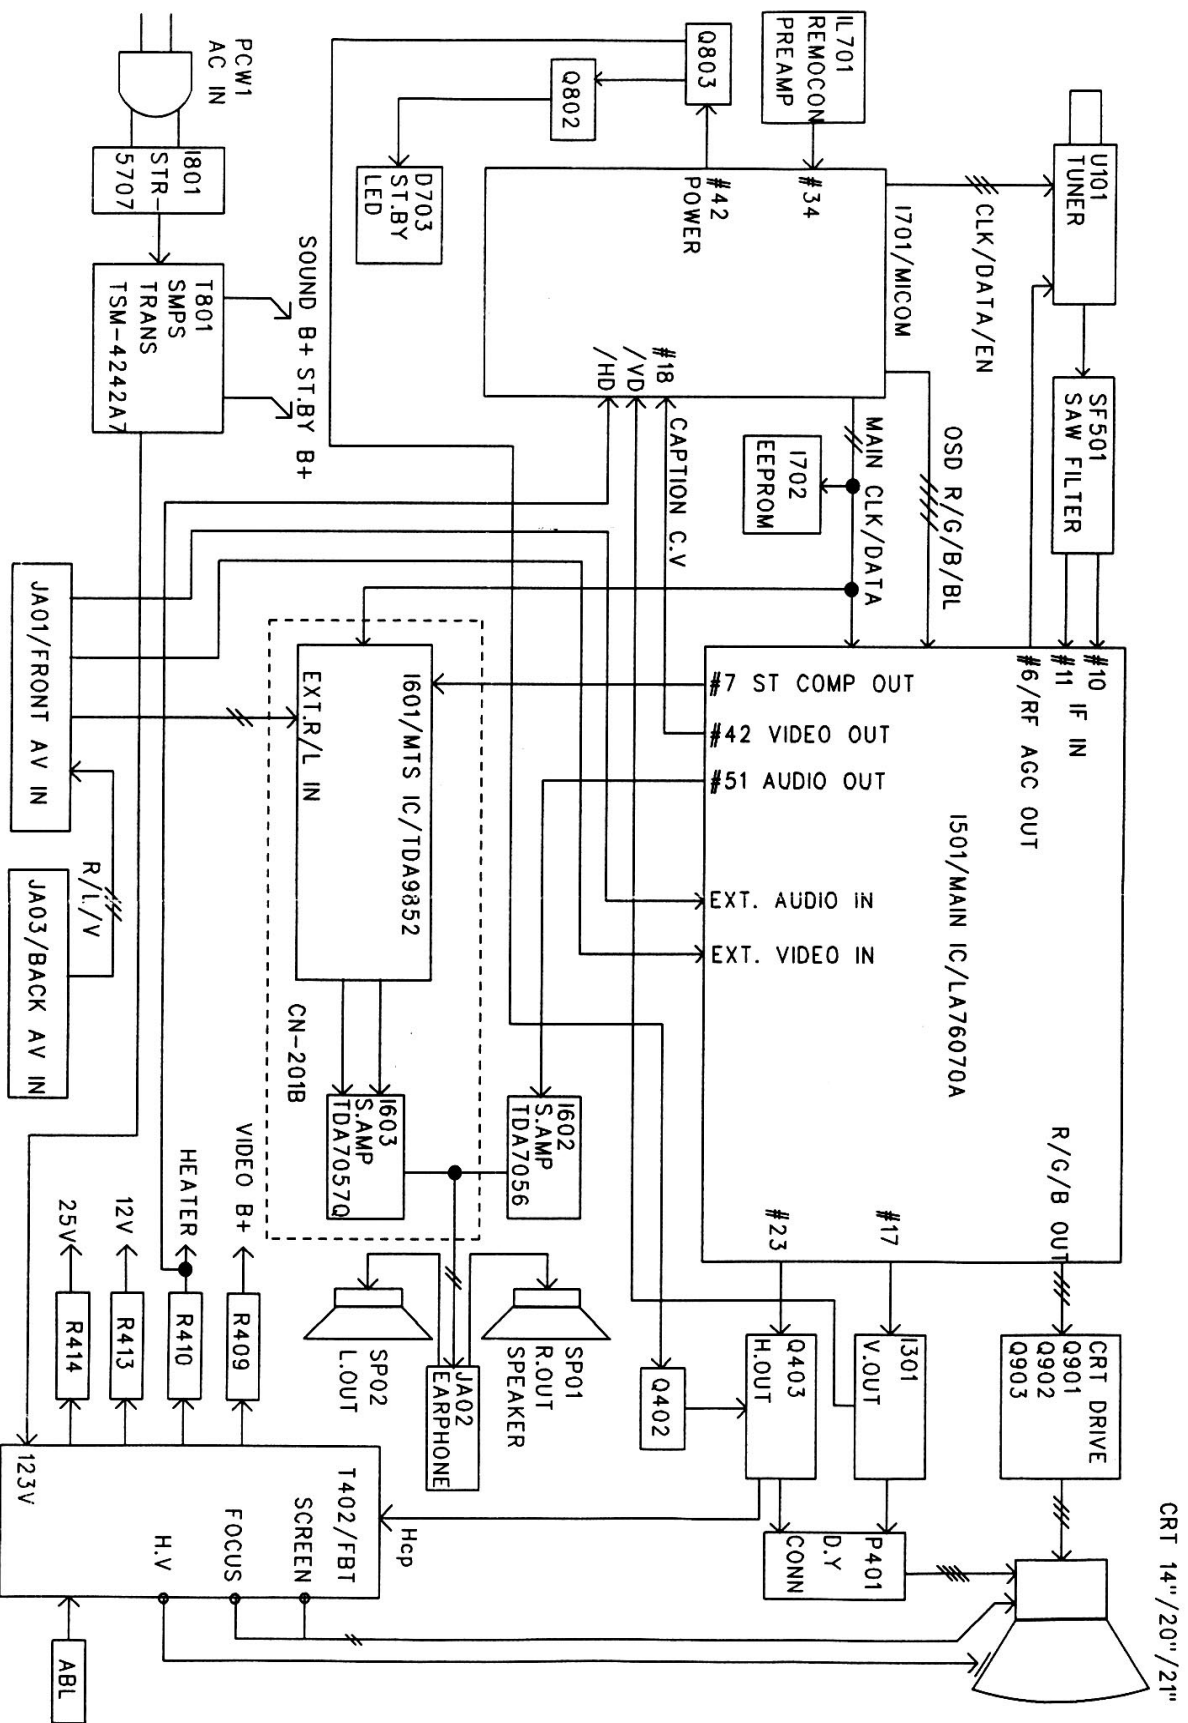 U101
TUNER
SF501
SAW FILTER
CLK/DATA/EN
IL701
REMOCON
PREAMP
Q803
Q802
D703
ST.BY
LED
I701/MICOM
#34
#42
POWER
#18
/VD
/HD
OSD R/G/B/BL
MAIN CLK/DATA
I702
EEPROM
CAPTION C.V
PCW1
AC IN
I801
STR-
5707
T801
SMPS
TRANS
TSM-4242A7
SOUND B+
ST.BY B+
#10
#11 IF IN
#6/RF AGC OUT
I501/MAIN IC/LA76070A
#7 ST COMP OUT
#42 VIDEO OUT
#51 AUDIO OUT
EXT. AUDIO IN
EXT. VIDEO IN
R/G/B OUT
#17
#23
I601/MTS IC/TDA9852
EXT.R/L IN
CN-201B
I603
S.AMP
TDA7057Q
I602
S.AMP
TDA7056
JA01/FRONT AV IN
R/L/V
JA03/BACK AV IN
CRT DRIVE
Q901
Q902
Q903
I301
V.OUT
Q403
H.OUT
Q402
P401
D.Y
CONN
CRT 14"/20"/21"
SP01
R.OUT
SPEAKER
JA02
EARPHONE
SP02
L.OUT
VIDEO B+
HEATER
12V
25V
R409
R410
R413
R414
Hcp
T402/FBT
SCREEN
FOCUS
H.V
123V
ABL